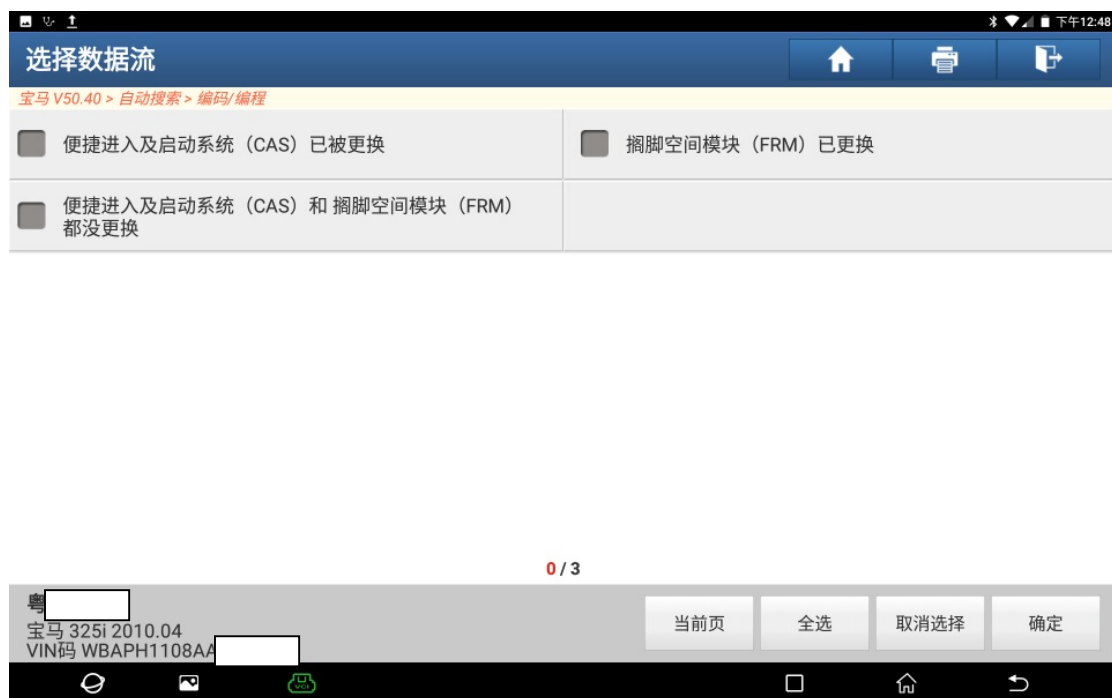 下午12:48
选择数据流
宝马 V50.40 > 自动搜索 > 编码/编程
便捷进入及启动系统（CAS）已被更换
搁脚空间模块（FRM）已更换
便捷进入及启动系统（CAS）和 搁脚空间模块（FRM）
都没更换
0 / 3
粤
宝马 325i 2010.04
VIN码 WBAPH1108AA
当前页
全选
取消选择
确定
VCI